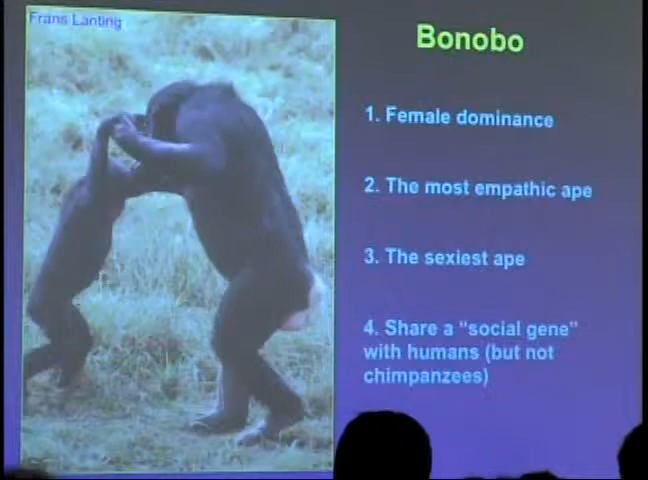 Frans Lanting
Bonobo
1. Female dominance
2. The most empathic ape
3. The sexiest ape
4. Share a "social gene"
with humans (but not
chimpanzees)